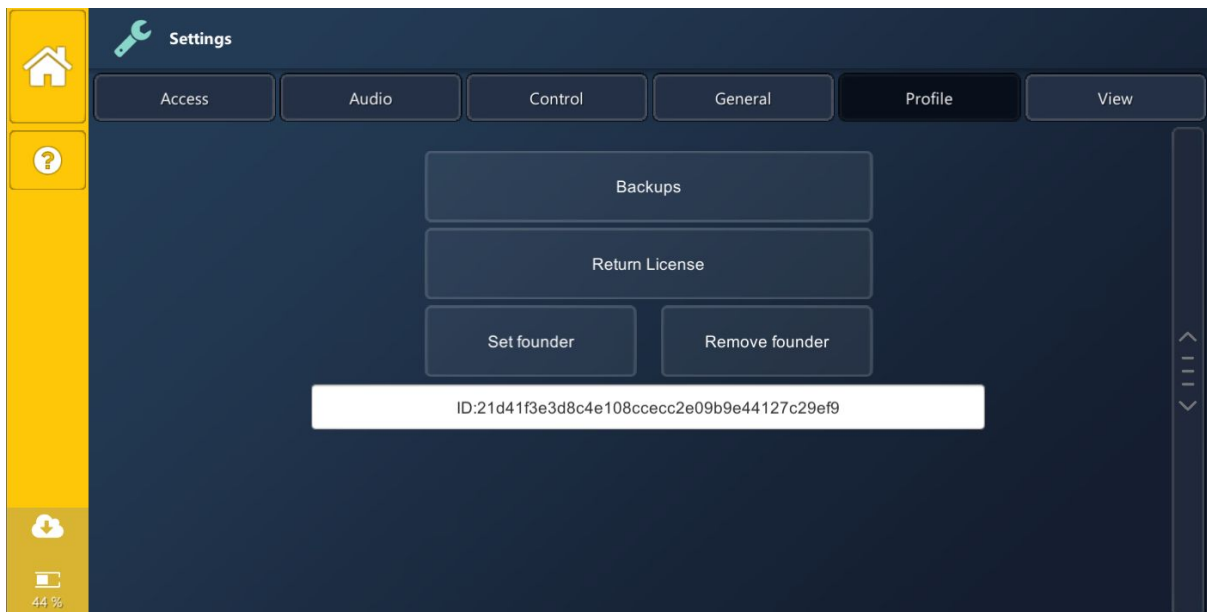 Settings
Access Audio Control General Profile View
Backups
Return License
Set founder Remove founder
ID:21d41f3e3d8c4e108ccecc2e09b9e44127c29ef9
44 %